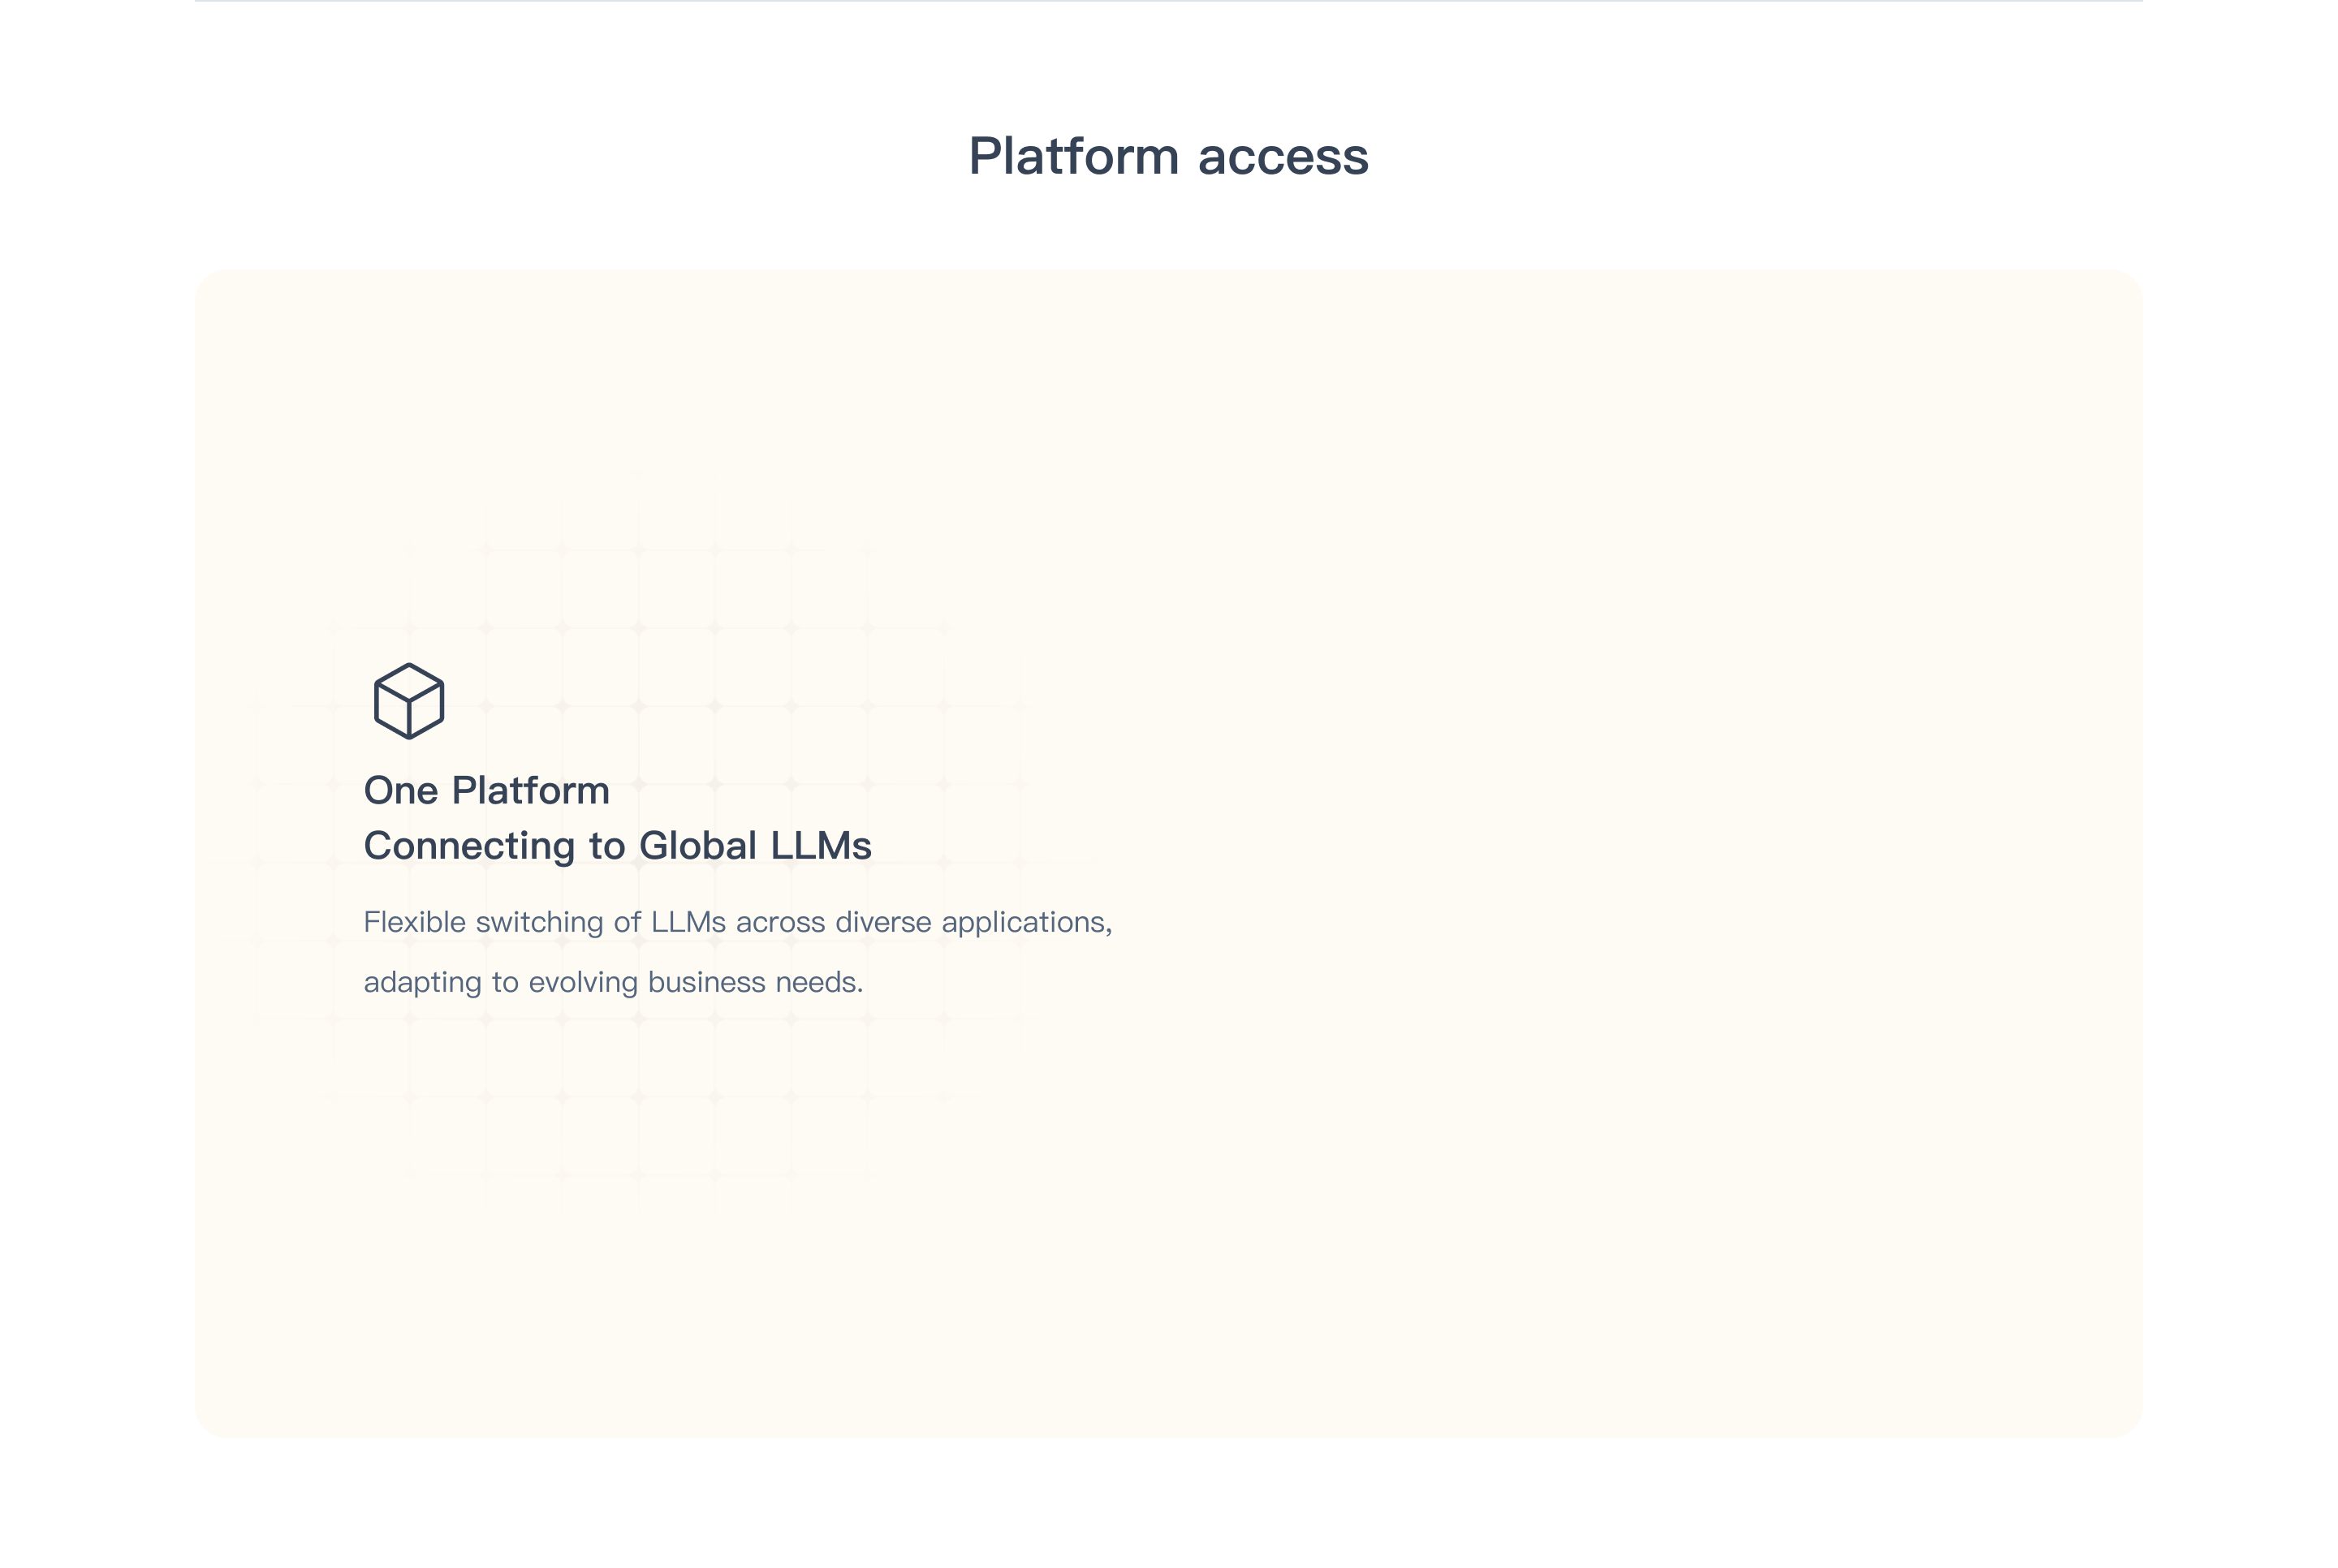 Platform access
One Platform
Connecting to Global LLMs
Flexible switching of LLMs across diverse applications,
adapting to evolving business needs.